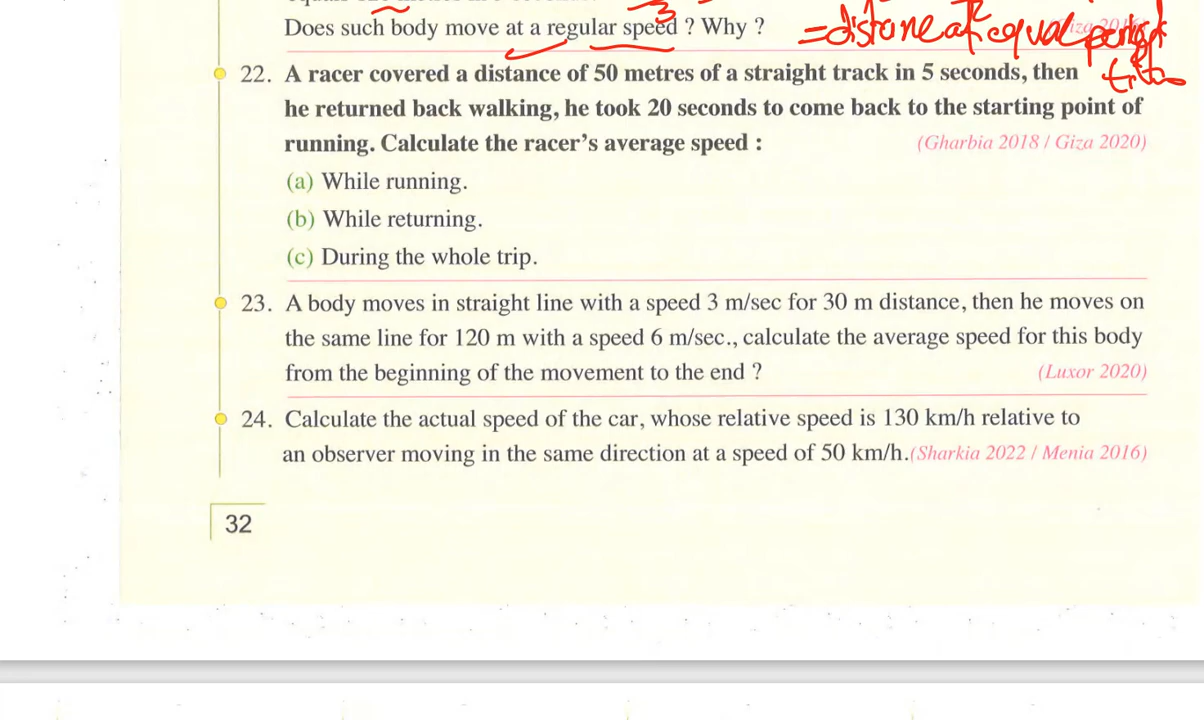 Does such body move at a regular speed ? Why ?
= distance at equal period
22. A racer covered a distance of 50 metres of a straight track in 5 seconds, then
he returned back walking, he took 20 seconds to come back to the starting point of
running. Calculate the racer's average speed :
(Gharbia 2018 / Giza 2020)
(a) While running.
(b) While returning.
(c) During the whole trip.
23. A body moves in straight line with a speed 3 m/sec for 30 m distance, then he moves on
the same line for 120 m with a speed 6 m/sec., calculate the average speed for this body
from the beginning of the movement to the end ?
(Luxor 2020)
24. Calculate the actual speed of the car, whose relative speed is 130 km/h relative to
an observer moving in the same direction at a speed of 50 km/h. (Sharkia 2022 / Menia 2016)
32